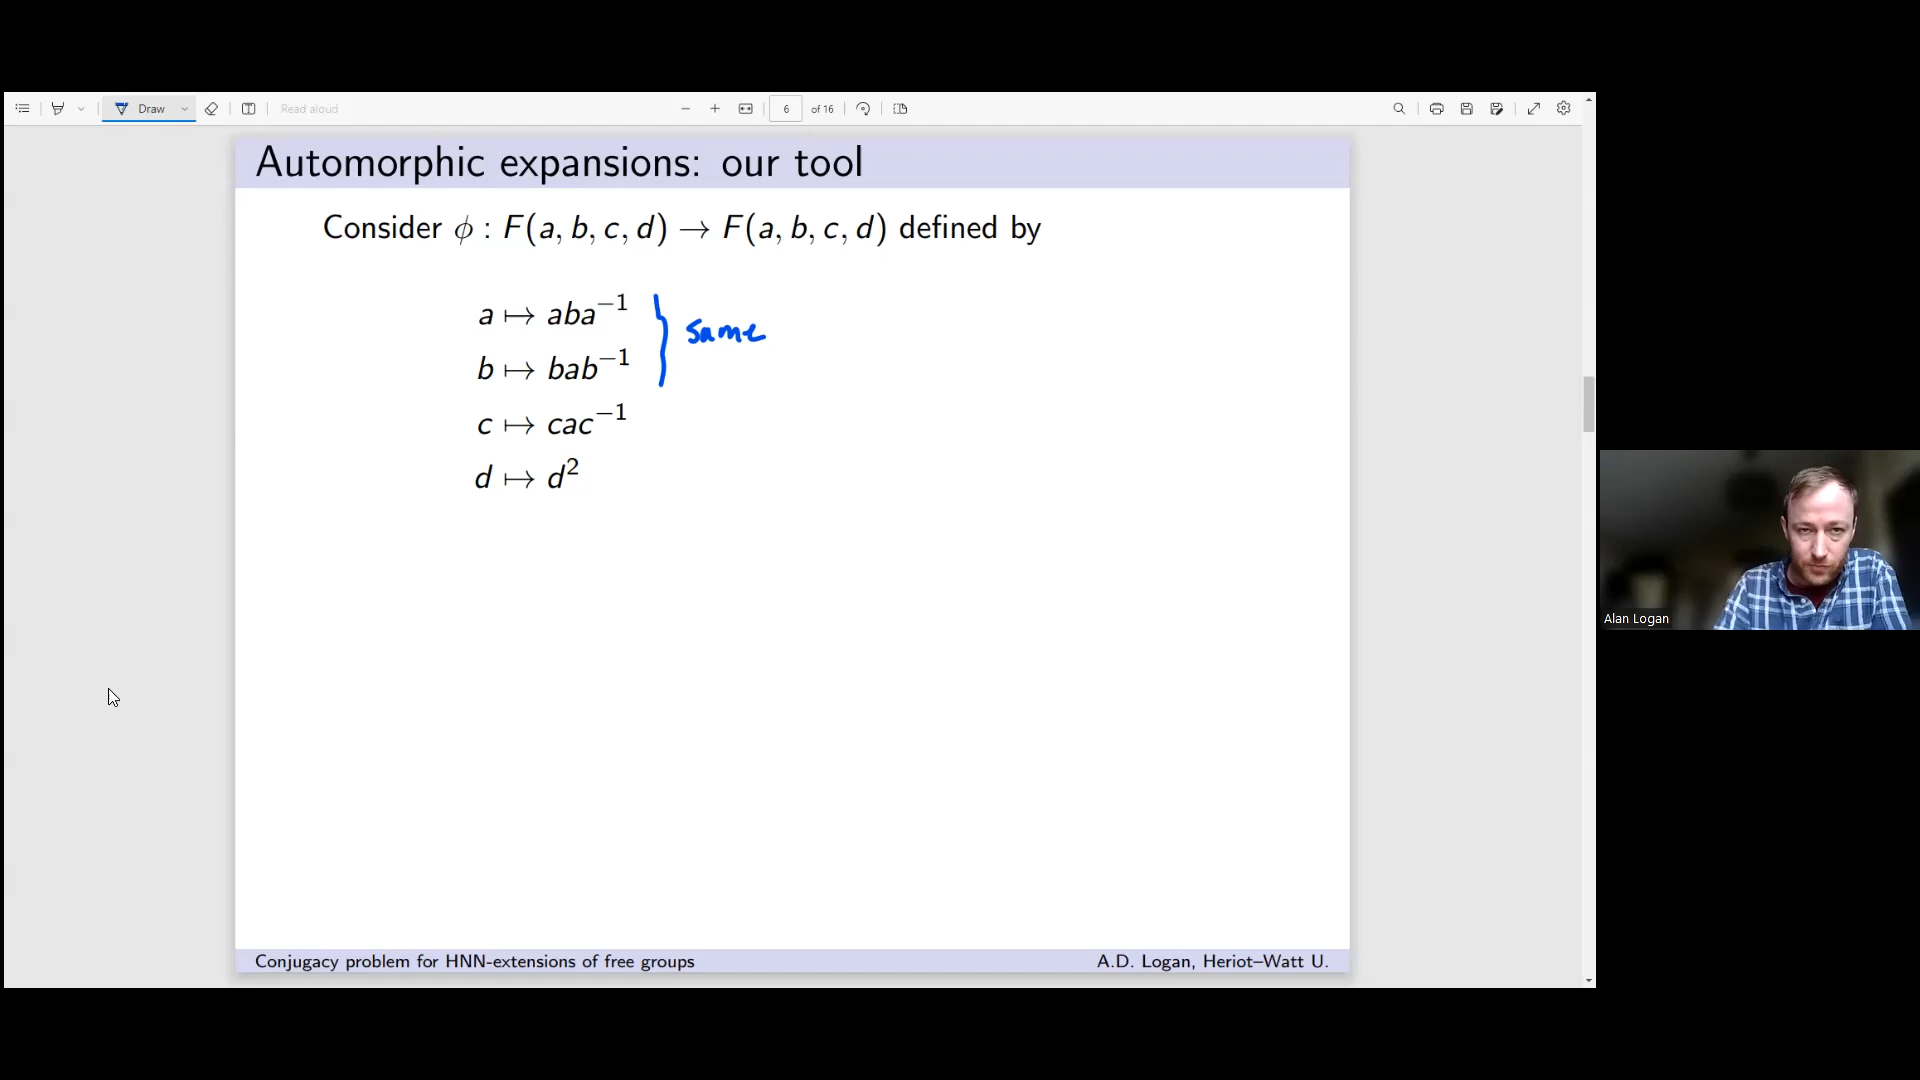 Draw
Read aloud
6 of 16
Automorphic expansions: our tool
Consider ϕ : F(a, b, c, d) → F(a, b, c, d) defined by
a ↦ aba⁻¹
b ↦ bab⁻¹
same
c ↦ cac⁻¹
d ↦ d²
Alan Logan
Conjugacy problem for HNN-extensions of free groups
A.D. Logan, Heriot–Watt U.